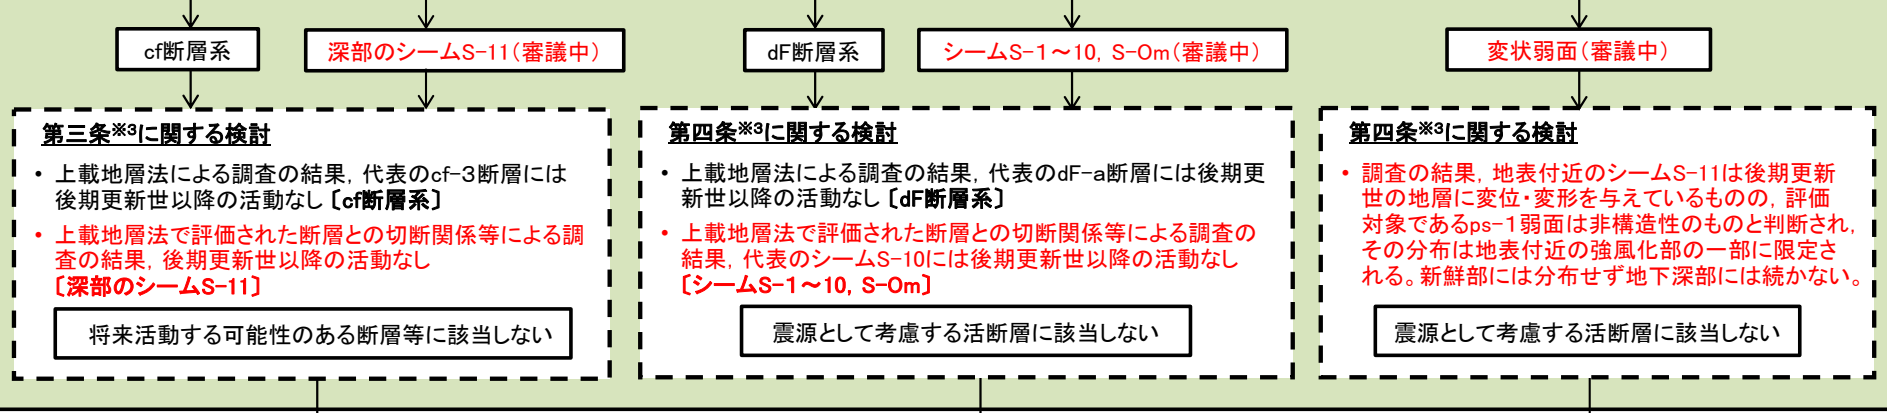 cf断層系
深部のシームS-11（審議中）
dF断層系
シームS-1～10，S-Om（審議中）
変状弱面（審議中）
第三条※3に関する検討
・上載地層法による調査の結果，代表のcf-3断層には
後期更新世以降の活動なし〔cf断層系〕
・上載地層法で評価された断層との切断関係等による調
査の結果，後期更新世以降の活動なし
〔深部のシームS-11〕
将来活動する可能性のある断層等に該当しない
第四条※3に関する検討
・上載地層法による調査の結果，代表のdF-a断層には後期更
新世以降の活動なし〔dF断層系〕
・上載地層法で評価された断層との切断関係等による調査の
結果，代表のシームS-10には後期更新世以降の活動なし
〔シームS-1～10，S-Om〕
震源として考慮する活断層に該当しない
第四条※3に関する検討
・調査の結果，地表付近のシームS-11は後期更新
世の地層に変位・変形を与えているものの，評価
対象であるps-1弱面は非構造性のものと判断され，
その分布は地表付近の強風化部の一部に限定さ
れる。新鮮部には分布せず地下深部には続かない。
震源として考慮する活断層に該当しない